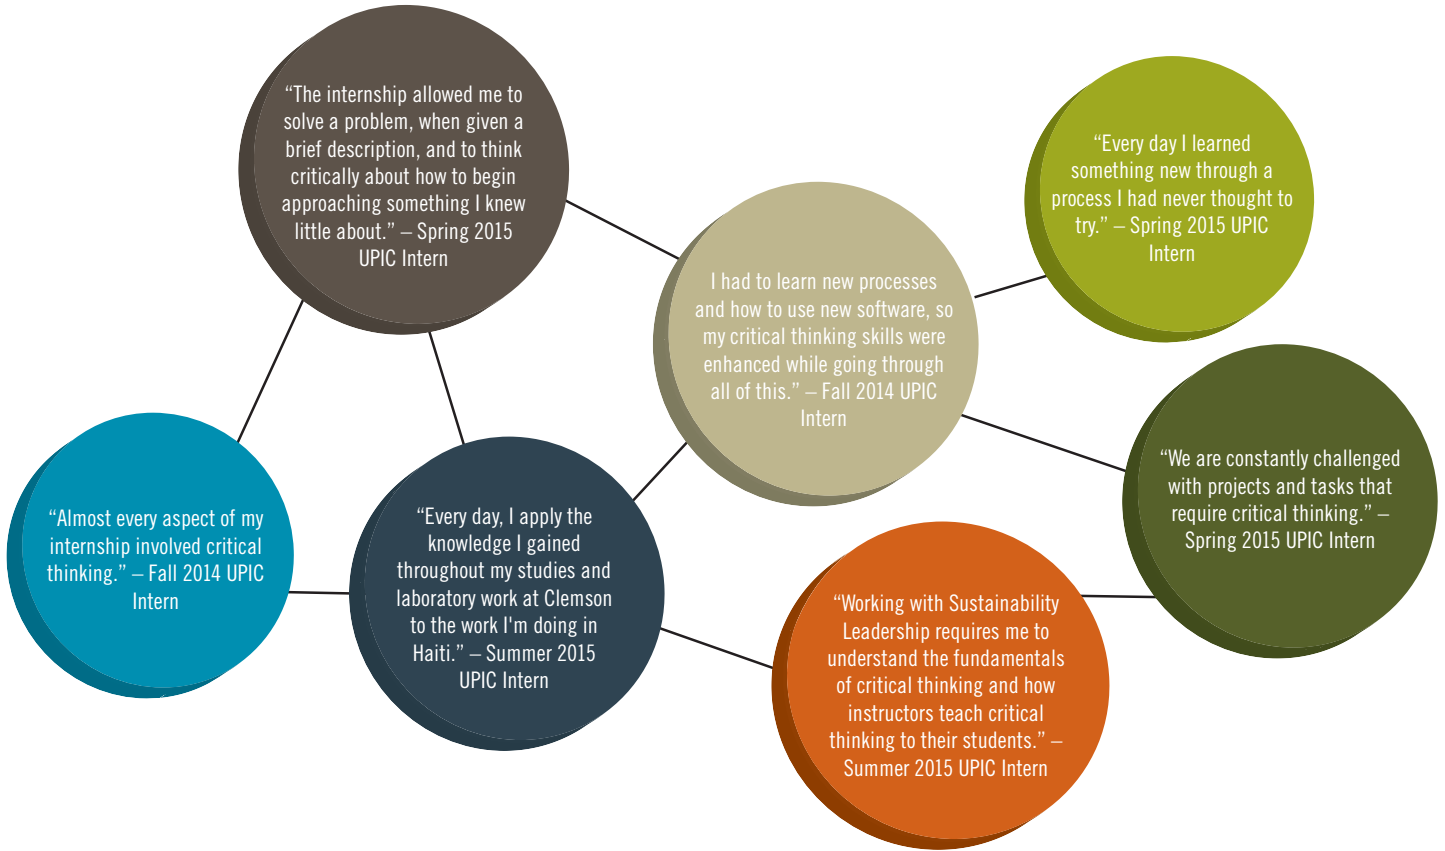 “The internship allowed me to
solve a problem, when given a
brief description, and to think
critically about how to begin
approaching something I knew
little about.” – Spring 2015
UPIC Intern
“Every day I learned
something new through a
process I had never thought to
try.” – Spring 2015 UPIC
Intern
I had to learn new processes
and how to use new software, so
my critical thinking skills were
enhanced while going through
all of this.” – Fall 2014 UPIC
Intern
“We are constantly challenged
with projects and tasks that
require critical thinking.” –
Spring 2015 UPIC Intern
“Almost every aspect of my
internship involved critical
thinking.” – Fall 2014 UPIC
Intern
“Every day, I apply the
knowledge I gained
throughout my studies and
laboratory work at Clemson
to the work I'm doing in
Haiti.” – Summer 2015
UPIC Intern
“Working with Sustainability
Leadership requires me to
understand the fundamentals
of critical thinking and how
instructors teach critical
thinking to their students.” –
Summer 2015 UPIC Intern